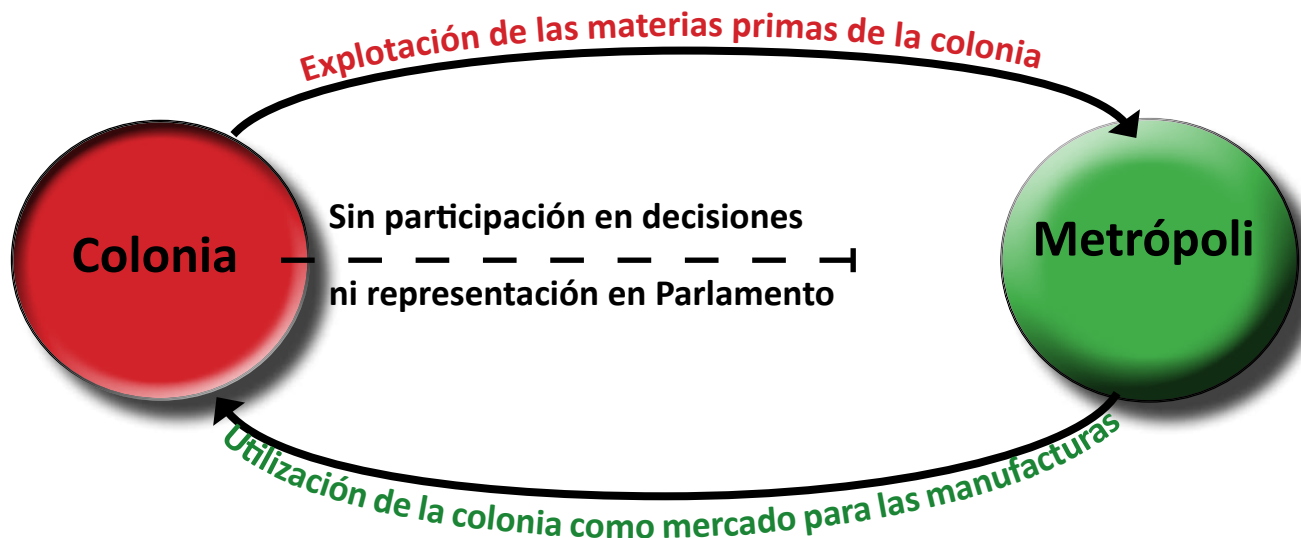 Explotación de las materias primas de la colonia
Colonia
Sin participación en decisiones
ni representación en Parlamento
Metrópoli
Utilización de la colonia como mercado para las manufacturas